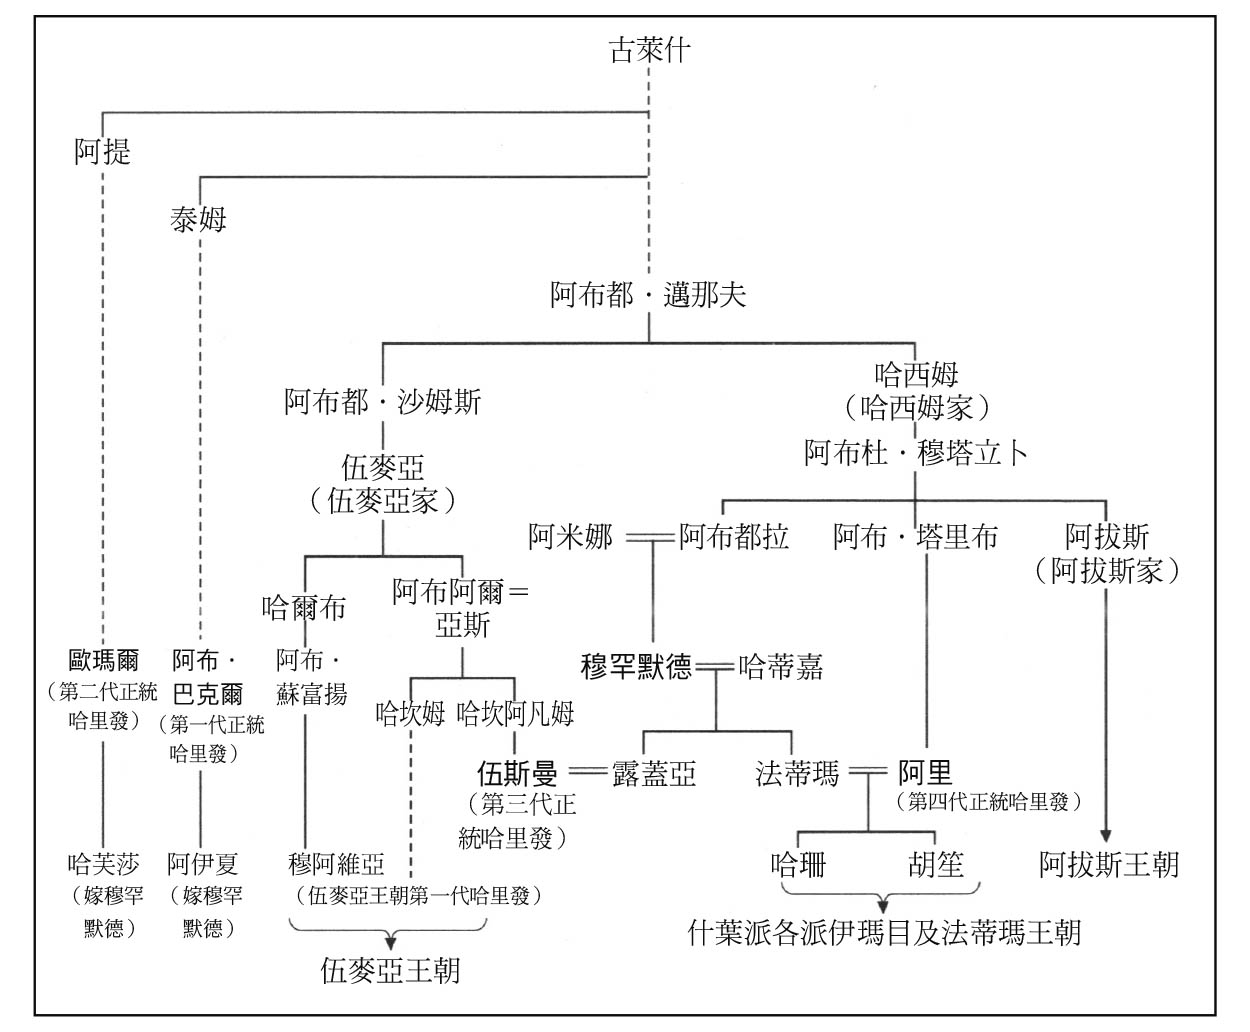 古萊什
阿提
泰姆
阿布都・邁那夫
阿布都・沙姆斯
哈西姆
（哈西姆家）
伍麥亞
（伍麥亞家）
阿布杜・穆塔立卜
阿米娜
阿布都拉
阿布・塔里布
阿拔斯
（阿拔斯家）
哈爾布
阿布阿爾＝
亞斯
歐瑪爾
（第二代正統
哈里發）
阿布・
巴克爾
（第一代正統
哈里發）
阿布・
蘇富揚
穆罕默德
哈蒂嘉
哈坎姆
哈坎阿凡姆
伍斯曼
（第三代正
統哈里發）
露蓋亞
法蒂瑪
阿里
（第四代正統哈里發）
哈芙莎
（嫁穆罕
默德）
阿伊夏
（嫁穆罕
默德）
穆阿維亞
（伍麥亞王朝第一代哈里發）
哈珊
胡笙
阿拔斯王朝
什葉派各派伊瑪目及法蒂瑪王朝
伍麥亞王朝